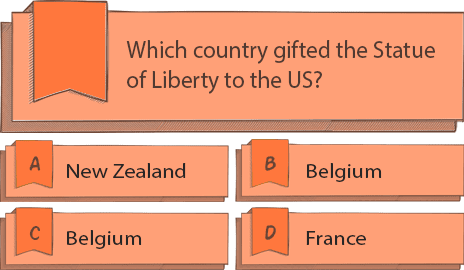 Which country gifted the Statue
of Liberty to the US?
A New Zealand
B Belgium
C Belgium
D France